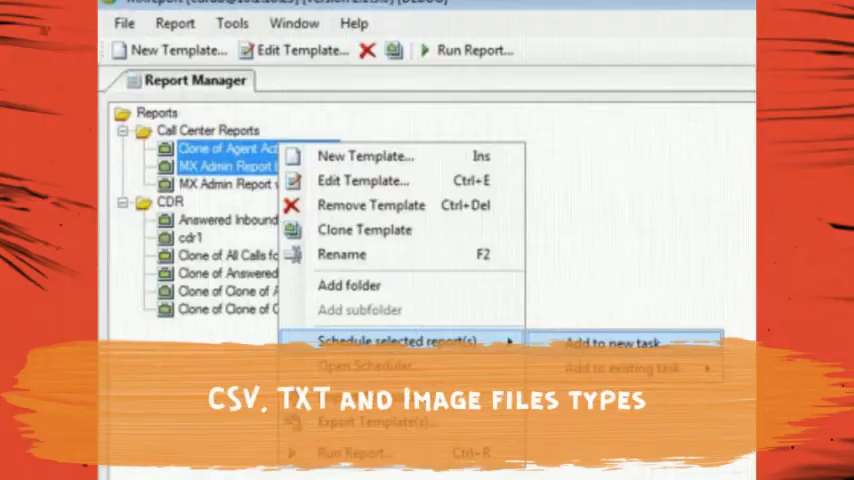 File Report Tools Window Help
New Template... Edit Template... Run Report...
Report Manager
Reports
Call Center Reports
Clone of Agent Act
MX Admin Report
MX Admin Report
CDR
Answered Inbound
cdr1
Clone of All Calls fo
Clone of Answered
Clone of Clone of
Clone of Clone of
New Template... Ins
Edit Template... Ctrl+E
Remove Template Ctrl+Del
Clone Template
Rename F2
Add folder
Add subfolder
Schedule selected report(s)
Add to new task
Open Scheduler...
Add to existing task
CSV, TXT and Image files types
Export Template(s)...
Run Report... Ctrl+R